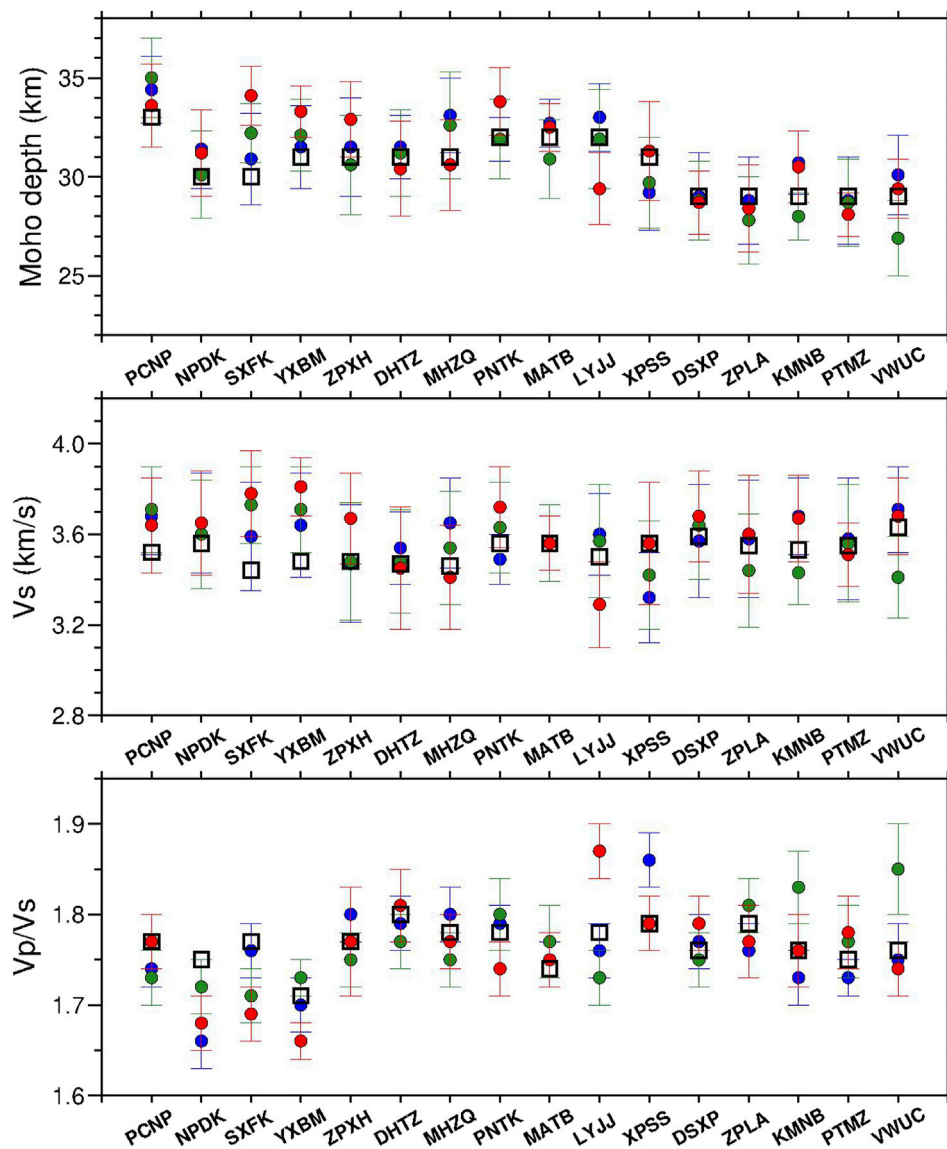 Moho depth (km)
35
30
25
PCNP NPDK SXFK YXBM ZPXH DHTZ MHZQ PNTK MATB LYJJ XPSS DSXP ZPLA KMNB PTMZ VWUC
Vs (km/s)
4.0
3.6
3.2
2.8
PCNP NPDK SXFK YXBM ZPXH DHTZ MHZQ PNTK MATB LYJJ XPSS DSXP ZPLA KMNB PTMZ VWUC
Vp/Vs
1.9
1.8
1.7
1.6
PCNP NPDK SXFK YXBM ZPXH DHTZ MHZQ PNTK MATB LYJJ XPSS DSXP ZPLA KMNB PTMZ VWUC